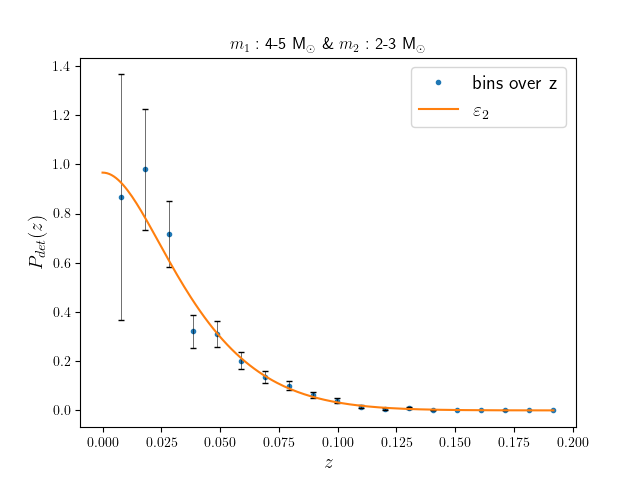 m₁ : 4-5 M⊙ & m₂ : 2-3 M⊙
bins over z
ε₂
P_det(z)
1.4
1.2
1.0
0.8
0.6
0.4
0.2
0.0
0.000 0.025 0.050 0.075 0.100 0.125 0.150 0.175 0.200
z